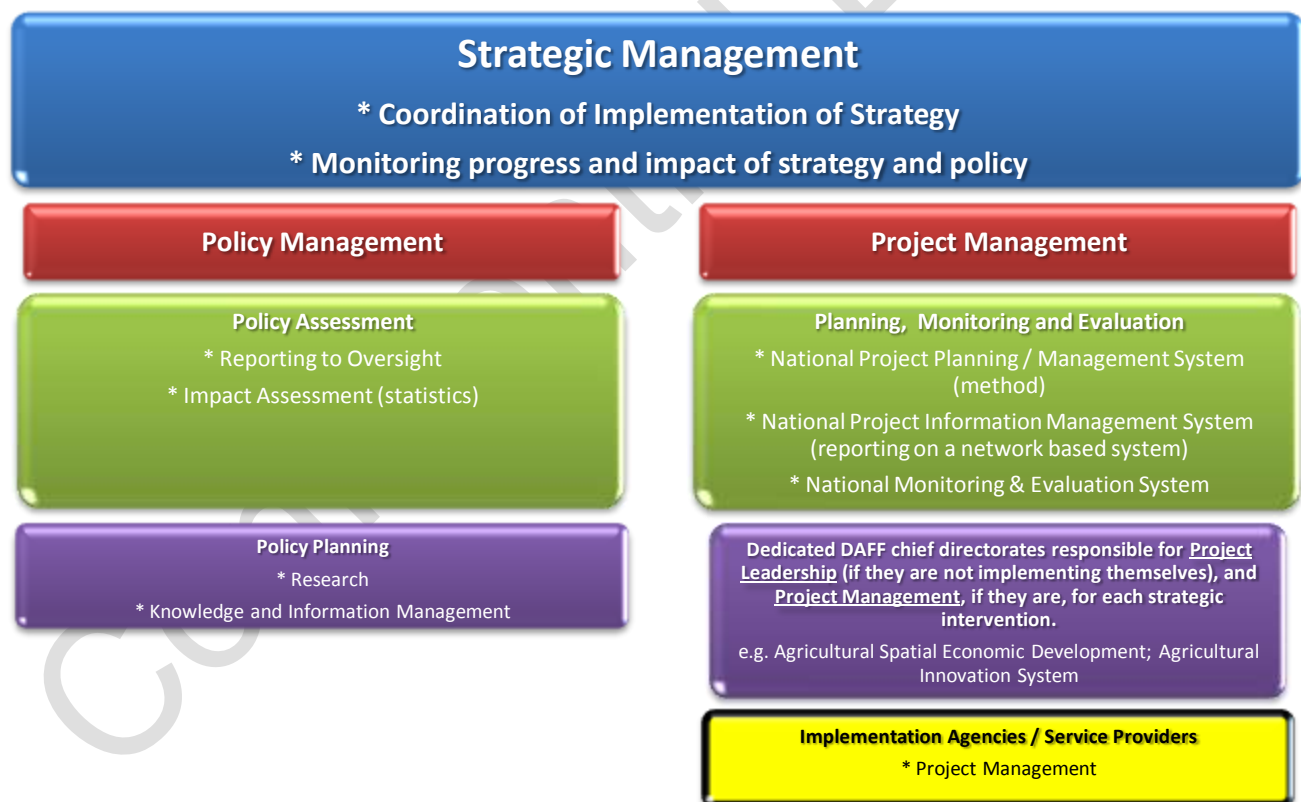 Strategic Management
* Coordination of Implementation of Strategy
* Monitoring progress and impact of strategy and policy
Policy Management
Policy Assessment
* Reporting to Oversight
* Impact Assessment (statistics)
Policy Planning
* Research
* Knowledge and Information Management
Project Management
Planning, Monitoring and Evaluation
* National Project Planning / Management System
(method)
* National Project Information Management System
(reporting on a network based system)
* National Monitoring & Evaluation System
Dedicated DAFF chief directorates responsible for Project
Leadership (if they are not implementing themselves), and
Project Management, if they are, for each strategic
intervention.
e.g. Agricultural Spatial Economic Development; Agricultural
Innovation System
Implementation Agencies / Service Providers
* Project Management